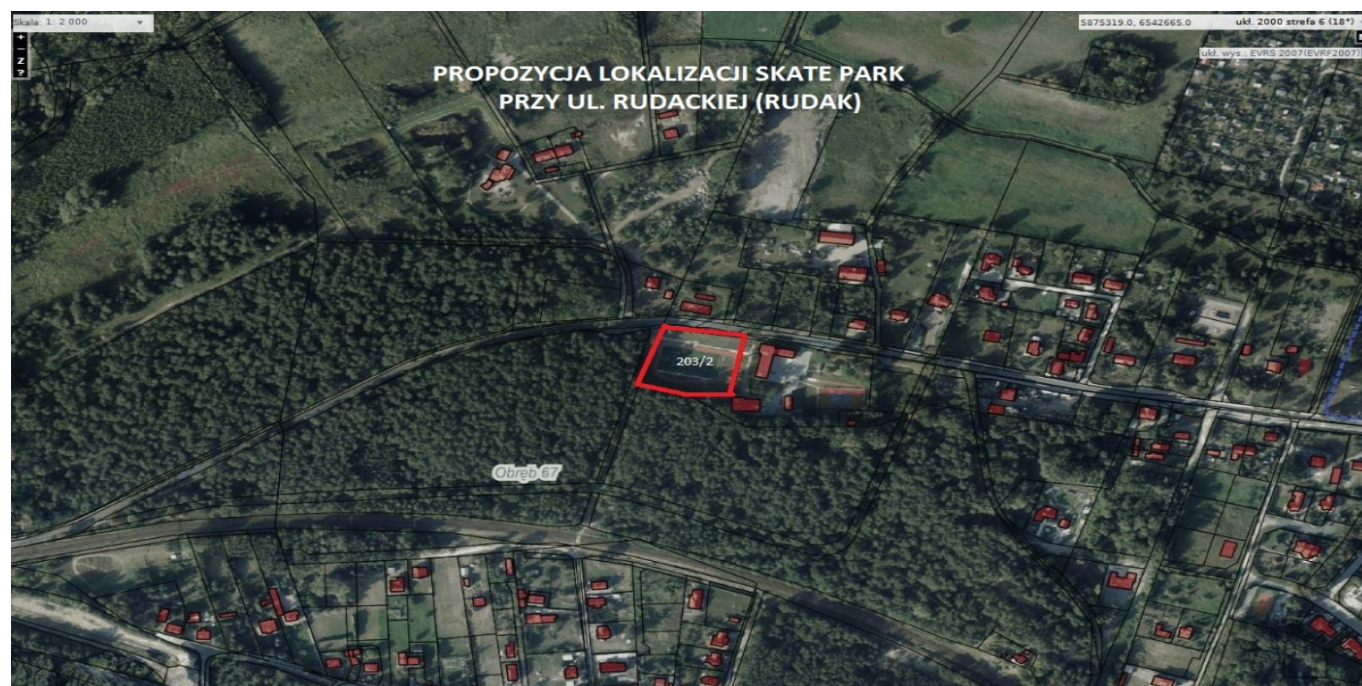 Skala: 1: 2 000
5875319.0, 6542665.0 ukł. 2000 strefa 6 (18°)
ukł. wys.: EVRS 2007(EVRF2007)
+
–
Z
?
PROPOZYCJA LOKALIZACJI SKATE PARK
PRZY UL. RUDACKIEJ (RUDAK)
203/2
Obręb 67